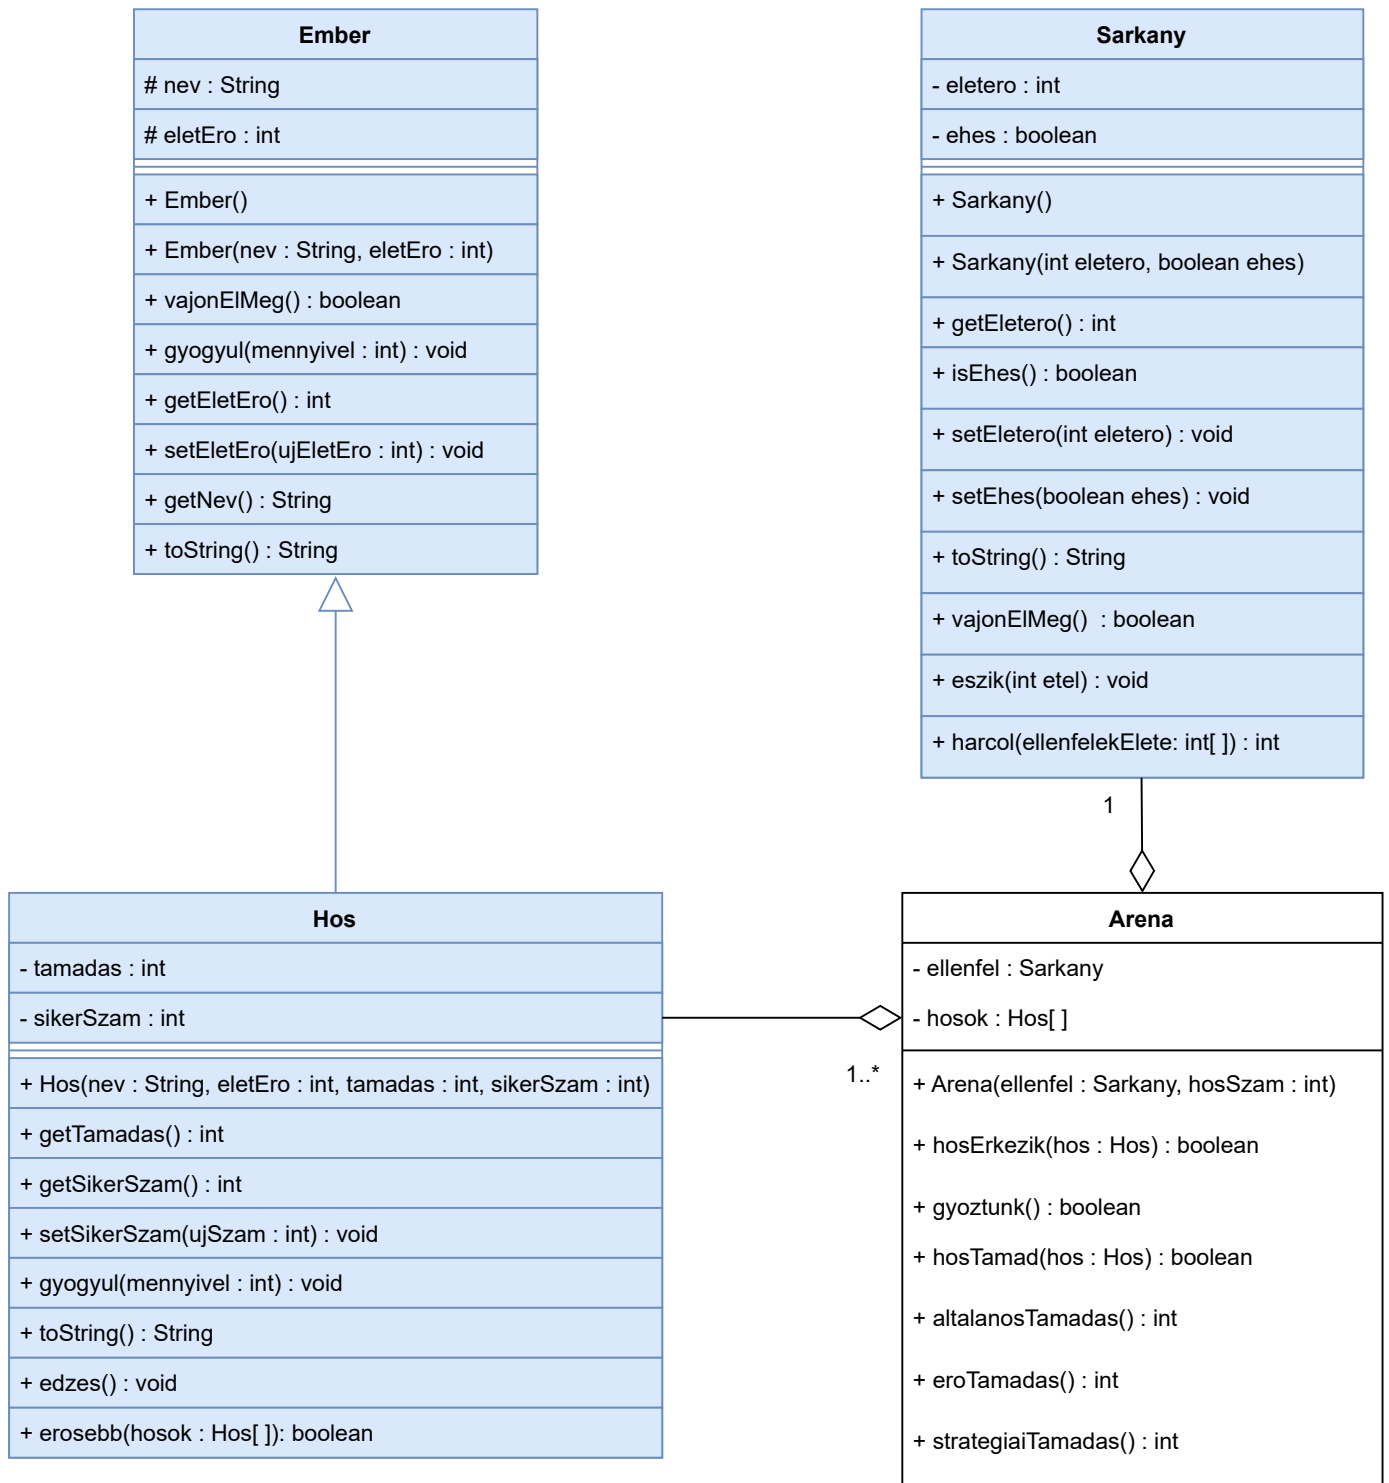 Ember
# nev : String
# eletEro : int
+ Ember()
+ Ember(nev : String, eletEro : int)
+ vajonElMeg() : boolean
+ gyogyul(mennyivel : int) : void
+ getEletEro() : int
+ setEletEro(ujEletEro : int) : void
+ getNev() : String
+ toString() : String
Sarkany
- eletero : int
- ehes : boolean
+ Sarkany()
+ Sarkany(int eletero, boolean ehes)
+ getEletero() : int
+ isEhes() : boolean
+ setEletero(int eletero) : void
+ setEhes(boolean ehes) : void
+ toString() : String
+ vajonElMeg()  : boolean
+ eszik(int etel) : void
+ harcol(ellenfelekElete: int[ ]) : int
1
Hos
- tamadas : int
- sikerSzam : int
+ Hos(nev : String, eletEro : int, tamadas : int, sikerSzam : int)
+ getTamadas() : int
+ getSikerSzam() : int
+ setSikerSzam(ujSzam : int) : void
+ gyogyul(mennyivel : int) : void
+ toString() : String
+ edzes() : void
+ erosebb(hosok : Hos[ ]): boolean
1..*
Arena
- ellenfel : Sarkany
- hosok : Hos[ ]
+ Arena(ellenfel : Sarkany, hosSzam : int)
+ hosErkezik(hos : Hos) : boolean
+ gyoztunk() : boolean
+ hosTamad(hos : Hos) : boolean
+ altalanosTamadas() : int
+ eroTamadas() : int
+ strategiaiTamadas() : int